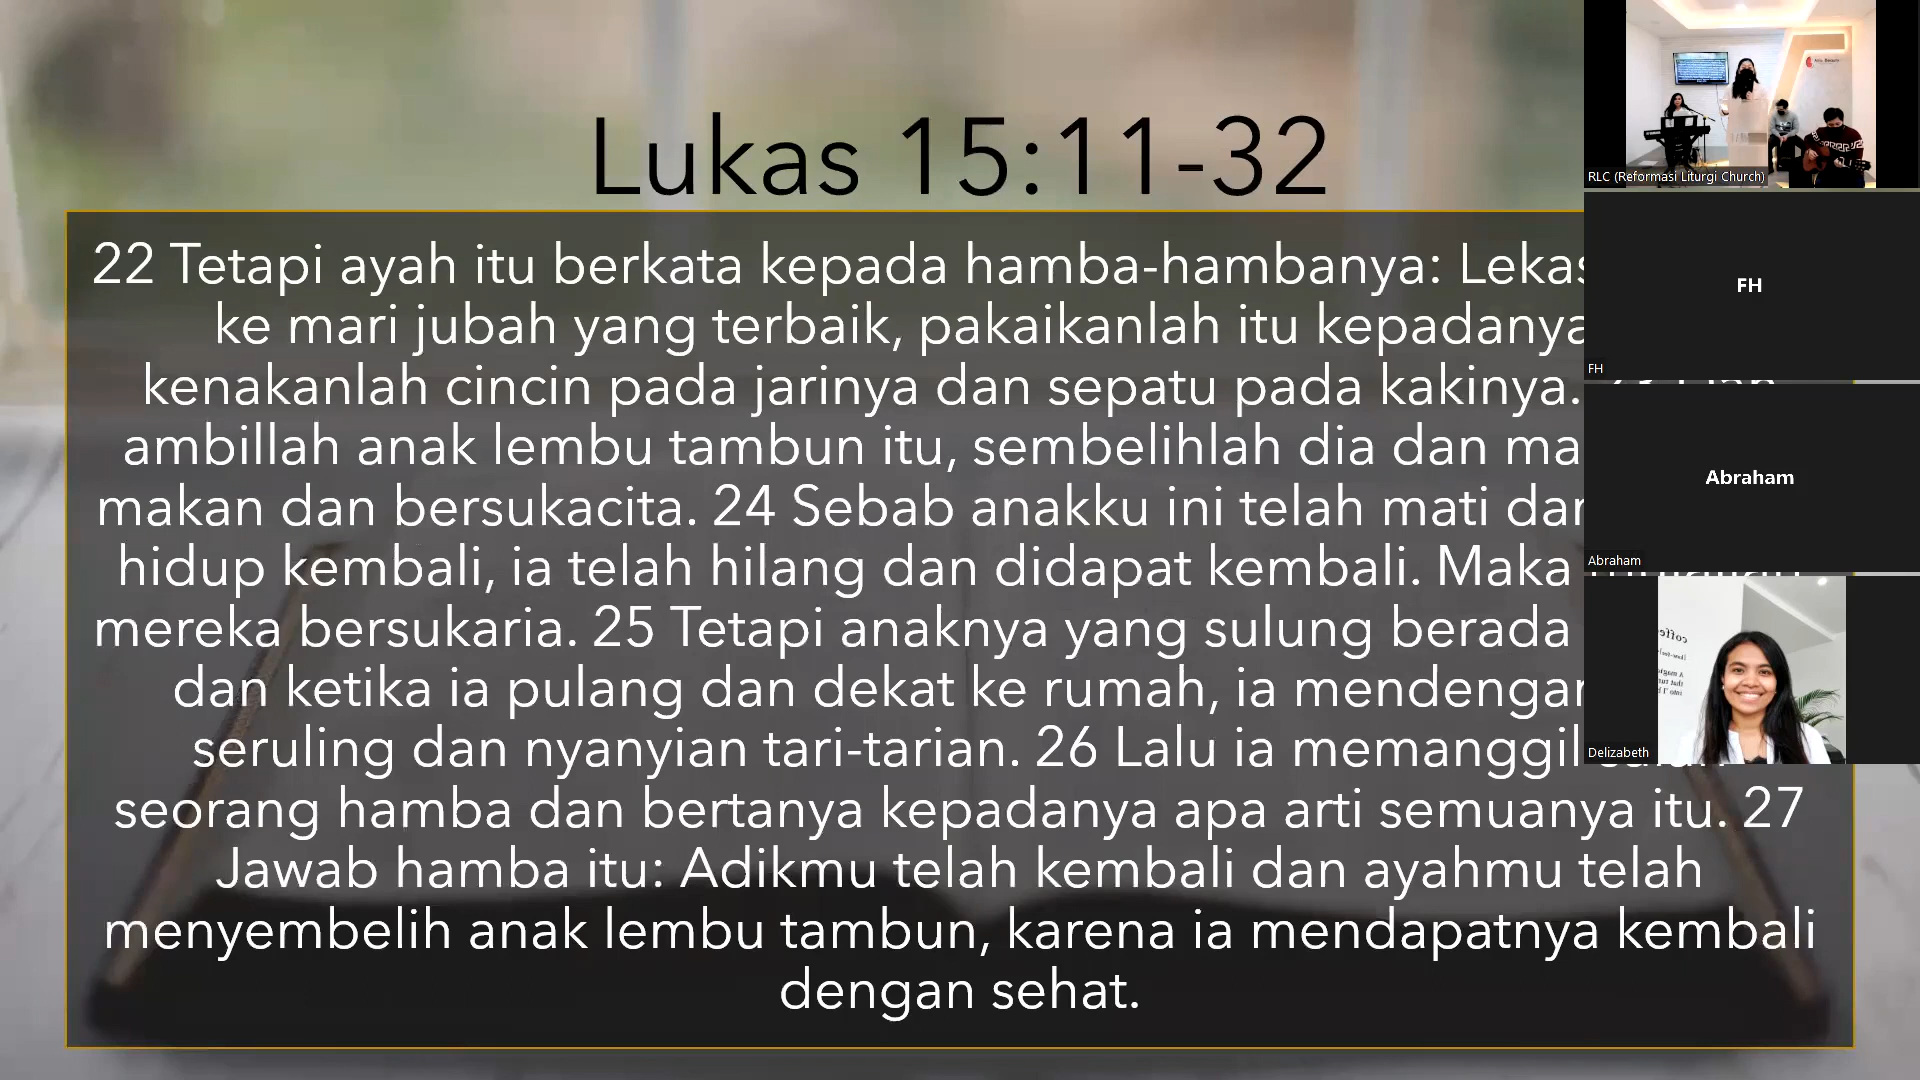 Lukas 15:11-32
22 Tetapi ayah itu berkata kepada hamba-hambanya: Lekas
ke mari jubah yang terbaik, pakaikanlah itu kepadanya
kenakanlah cincin pada jarinya dan sepatu pada kakinya.
ambillah anak lembu tambun itu, sembelihlah dia dan
makan dan bersukacita. 24 Sebab anakku ini telah mati
hidup kembali, ia telah hilang dan didapat kembali. Maka
mereka bersukaria. 25 Tetapi anaknya yang sulung berada
dan ketika ia pulang dan dekat ke rumah, ia mendengar
seruling dan nyanyian tari-tarian. 26 Lalu ia memanggil
seorang hamba dan bertanya kepadanya apa arti semuanya itu. 27
Jawab hamba itu: Adikmu telah kembali dan ayahmu telah
menyembelih anak lembu tambun, karena ia mendapatnya kembali
dengan sehat.
RLC (Reformasi Liturgi Church)
FH
FH
Abraham
Abraham
Delizabeth